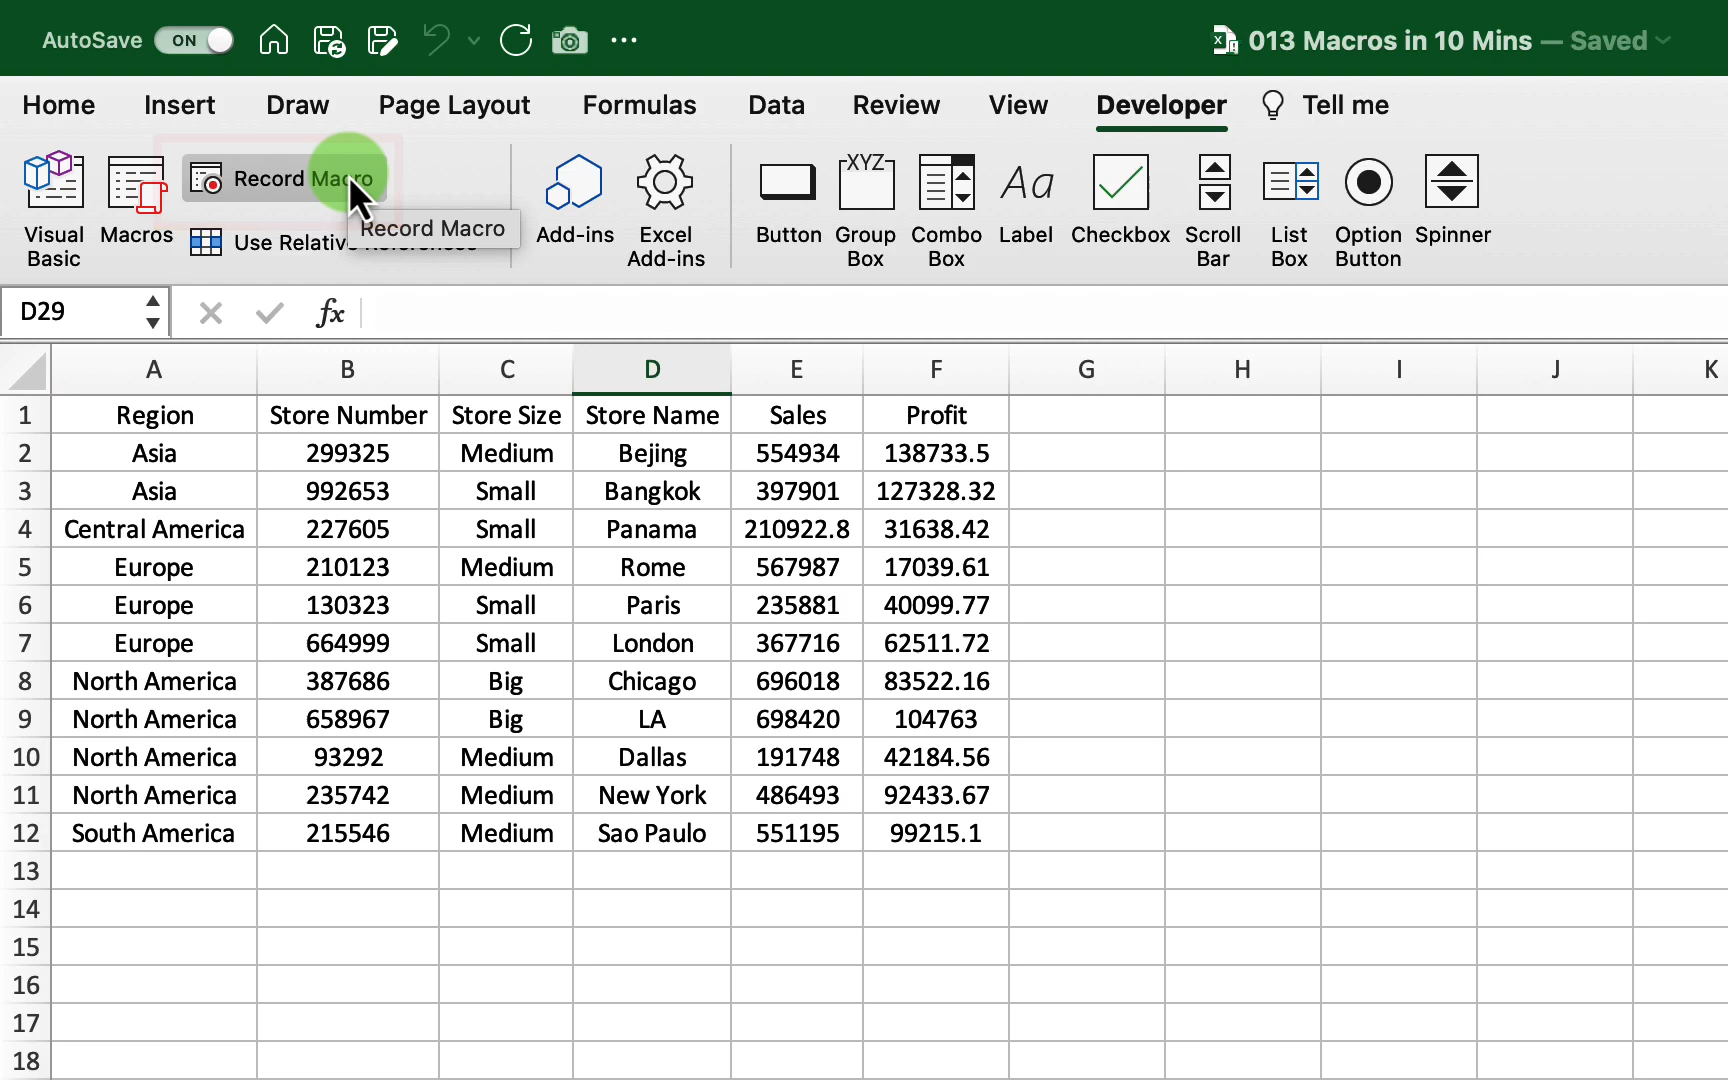 AutoSave ON 013 Macros in 10 Mins — Saved
Home Insert Draw Page Layout Formulas Data Review View Developer Tell me
XYZ Aa
Record Macro
Record Macro
Visual Basic Macros Use Relative References Add-ins Excel Add-ins Button Group Box Combo Box Label Checkbox Scroll Bar List Box Option Button Spinner
D29 fx
A B C D E F G H I J K
1 Region Store Number Store Size Store Name Sales Profit
2 Asia 299325 Medium Bejing 554934 138733.5
3 Asia 992653 Small Bangkok 397901 127328.32
4 Central America 227605 Small Panama 210922.8 31638.42
5 Europe 210123 Medium Rome 567987 17039.61
6 Europe 130323 Small Paris 235881 40099.77
7 Europe 664999 Small London 367716 62511.72
8 North America 387686 Big Chicago 696018 83522.16
9 North America 658967 Big LA 698420 104763
10 North America 93292 Medium Dallas 191748 42184.56
11 North America 235742 Medium New York 486493 92433.67
12 South America 215546 Medium Sao Paulo 551195 99215.1
13
14
15
16
17
18